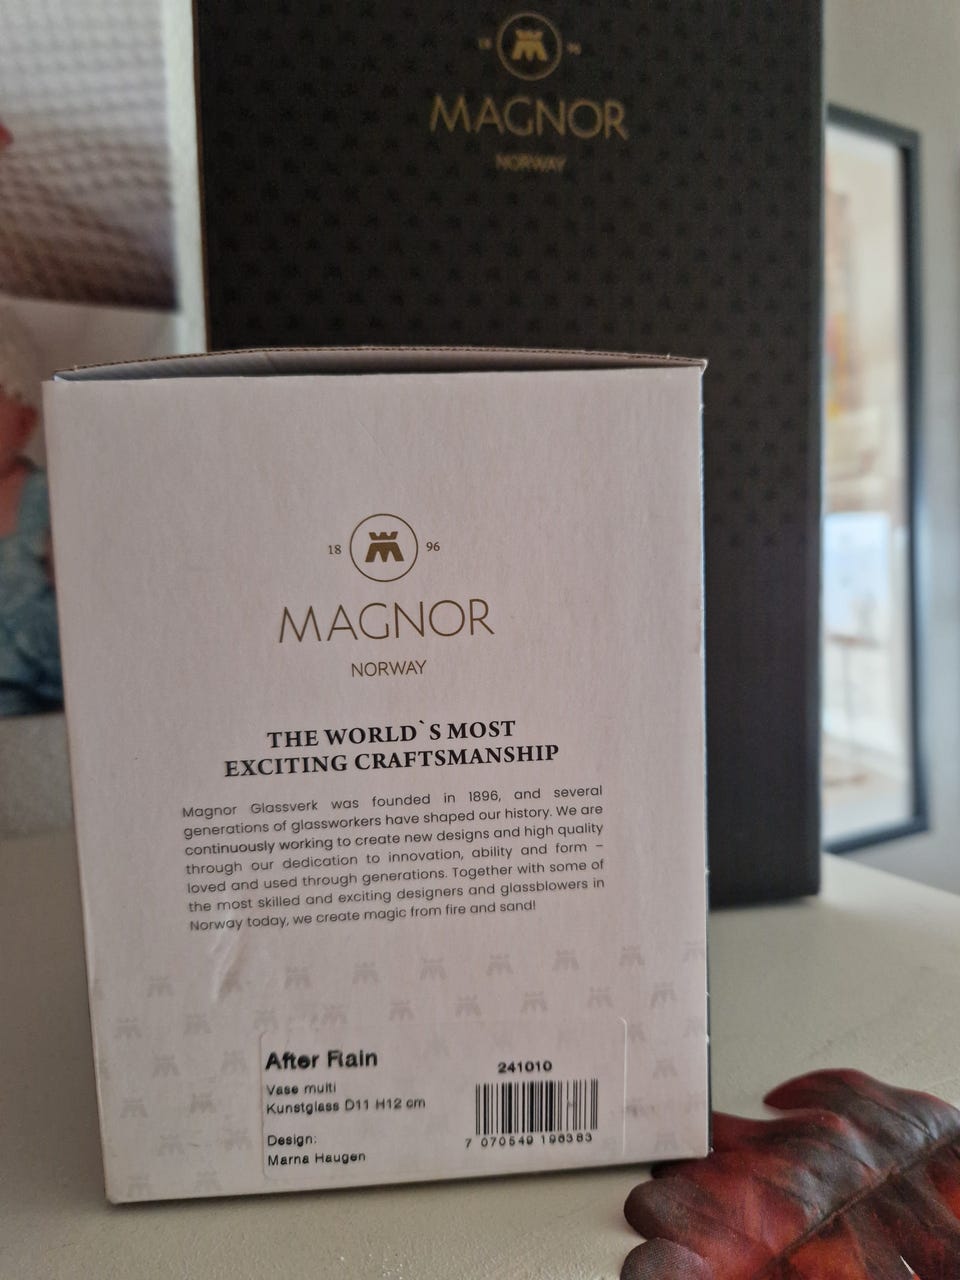 18 96
MAGNOR
NORWAY
18 96
MAGNOR
NORWAY
THE WORLD`S MOST
EXCITING CRAFTSMANSHIP
Magnor Glassverk was founded in 1896, and several
generations of glassworkers have shaped our history. We are
continuously working to create new designs and high quality
through our dedication to innovation, ability and form –
loved and used through generations. Together with some of
the most skilled and exciting designers and glassblowers in
Norway today, we create magic from fire and sand!
After Rain
Vase multi
Kunstglass D11 H12 cm
Design:
Marna Haugen
241010
7 070549 196383